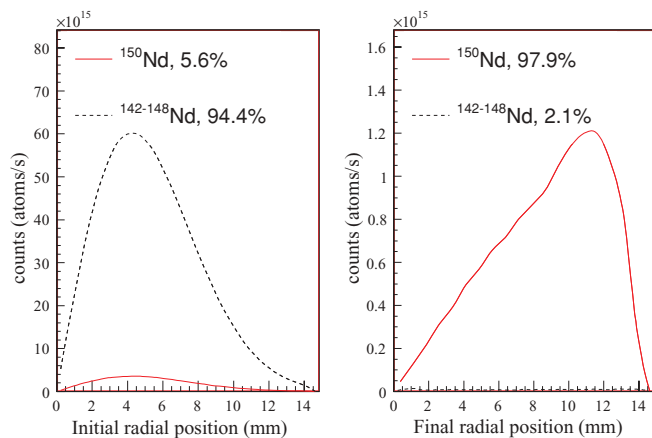 ×10¹⁵
80
70
60
50
40
30
20
10
0
0 2 4 6 8 10 12 14
counts (atoms/s)
Initial radial position (mm)
¹⁵⁰Nd, 5.6%
¹⁴²⁻¹⁴⁸Nd, 94.4%
×10¹⁵
1.6
1.4
1.2
1
0.8
0.6
0.4
0.2
0
0 2 4 6 8 10 12 14
counts (atoms/s)
Final radial position (mm)
¹⁵⁰Nd, 97.9%
¹⁴²⁻¹⁴⁸Nd, 2.1%